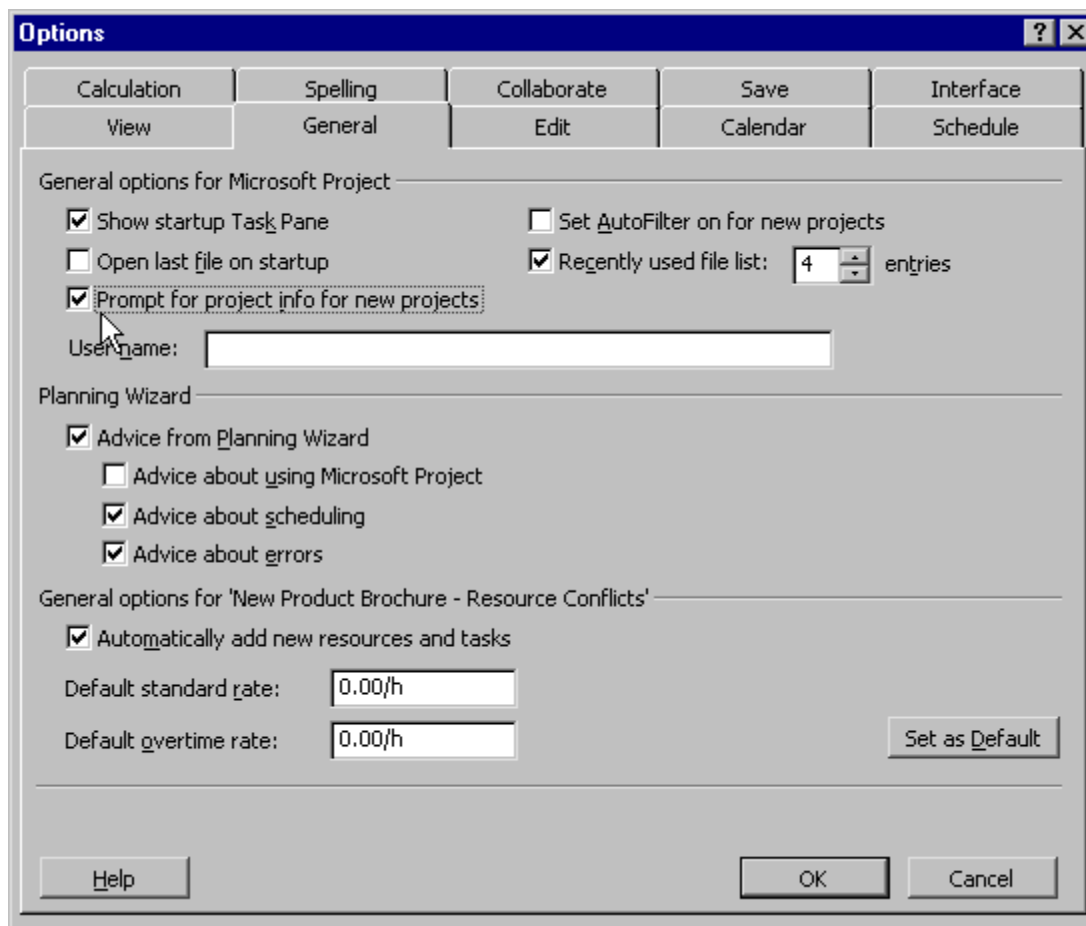 Options
Calculation Spelling Collaborate Save Interface
View General Edit Calendar Schedule
General options for Microsoft Project
Show startup Task Pane Set AutoFilter on for new projects
Open last file on startup Recently used file list: 4 entries
Prompt for project info for new projects
User name:
Planning Wizard
Advice from Planning Wizard
Advice about using Microsoft Project
Advice about scheduling
Advice about errors
General options for 'New Product Brochure - Resource Conflicts'
Automatically add new resources and tasks
Default standard rate: 0.00/h
Default overtime rate: 0.00/h Set as Default
Help OK Cancel